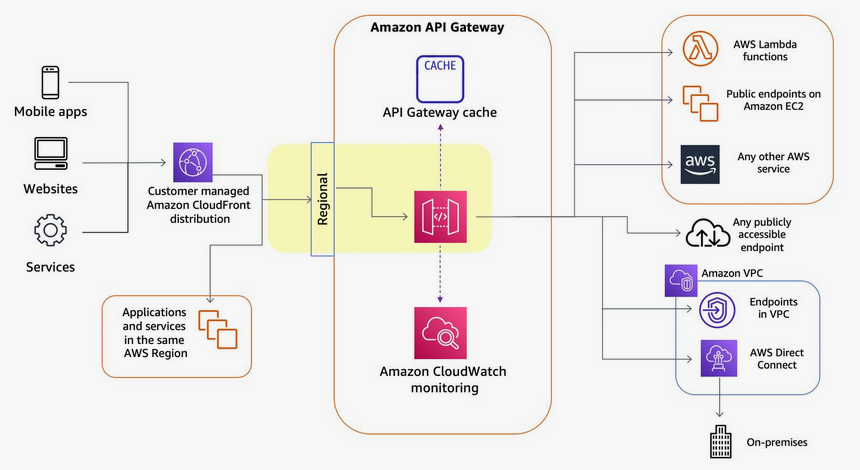 Amazon API Gateway
CACHE
API Gateway cache
Mobile apps
Websites
Services
Customer managed
Amazon CloudFront
distribution
Regional
</>
Applications
and services
in the same
AWS Region
Amazon CloudWatch
monitoring
AWS Lambda
functions
Public endpoints on
Amazon EC2
aws
Any other AWS
service
Any publicly
accessible
endpoint
Amazon VPC
Endpoints
in VPC
AWS Direct
Connect
On-premises